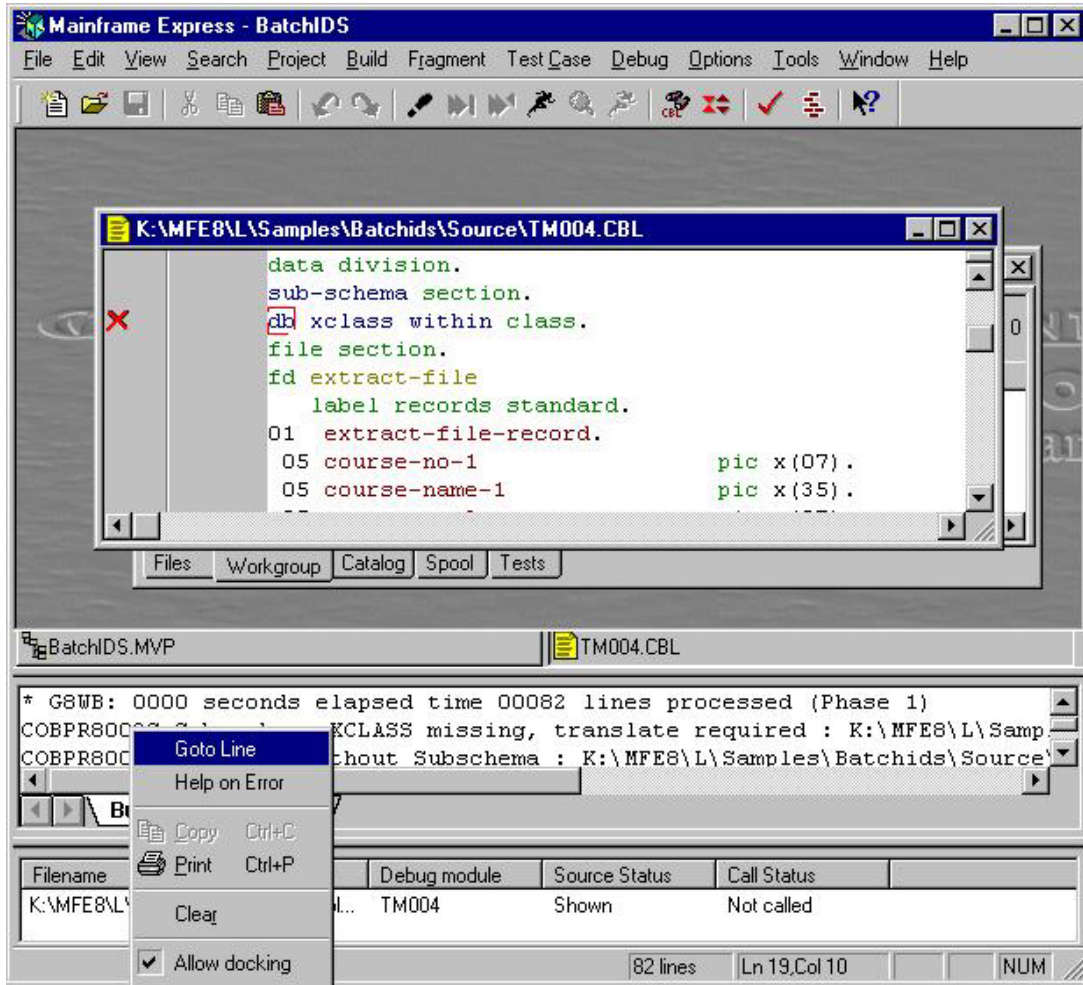 Mainframe Express - BatchIDS
File Edit View Search Project Build Fragment Test Case Debug Options Tools Window Help
CBL
K:\MFE8\L\Samples\Batchids\Source\TM004.CBL
data division.
sub-schema section.
db xclass within class.
file section.
fd extract-file
label records standard.
01 extract-file-record.
05 course-no-1 pic x(07).
05 course-name-1 pic x(35).
0
Files Workgroup Catalog Spool Tests
BatchIDS.MVP TM004.CBL
* G8WB: 0000 seconds elapsed time 00082 lines processed (Phase 1)
missing, translate required : K:\MFE8\L\Samp
Subschema : K:\MFE8\L\Samples\Batchids\Source\
Goto Line
Help on Error
Copy Ctrl+C
Print Ctrl+P
Clear
Allow docking
Filename Debug module Source Status Call Status
K:\MFE8\L\ TM004 Shown Not called
82 lines Ln 19,Col 10 NUM